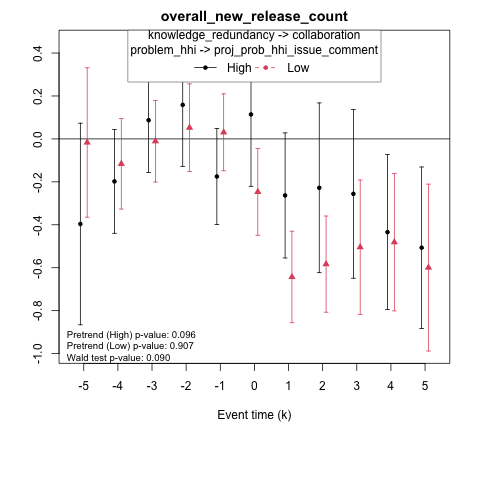 overall_new_release_count
knowledge_redundancy -> collaboration
problem_hhi -> proj_prob_hhi_issue_comment
High Low
0.4
0.2
0.0
-0.2
-0.4
-0.6
-0.8
-1.0
Pretrend (High) p-value: 0.096
Pretrend (Low) p-value: 0.907
Wald test p-value: 0.090
-5 -4 -3 -2 -1 0 1 2 3 4 5
Event time (k)